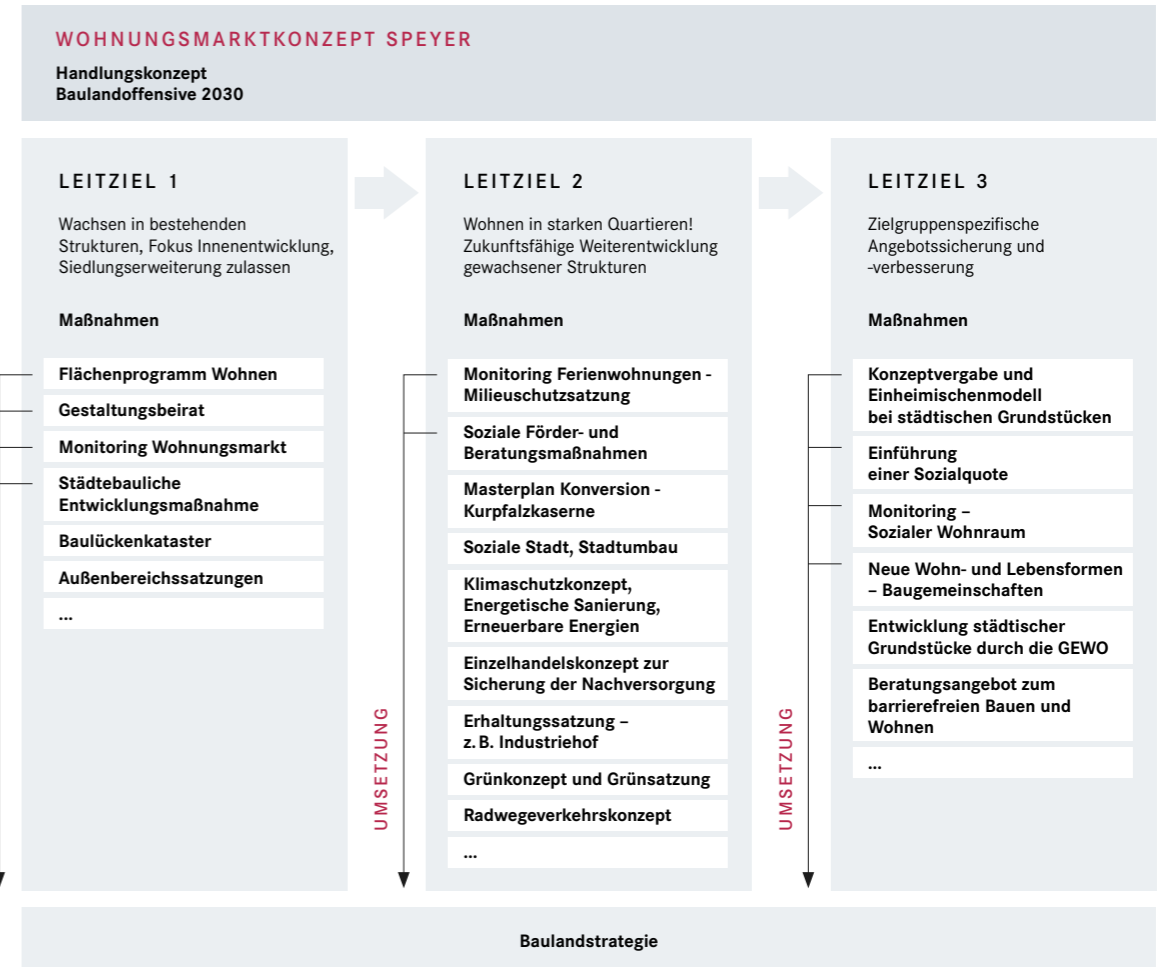 WOHNUNGSMARKTKONZEPT SPEYER
Handlungskonzept
Baulandoffensive 2030
LEITZIEL 1
Wachsen in bestehenden
Strukturen, Fokus Innenentwicklung,
Siedlungserweiterung zulassen
Maßnahmen
Flächenprogramm Wohnen
Gestaltungsbeirat
Monitoring Wohnungsmarkt
Städtebauliche
Entwicklungsmaßnahme
Baulückenkataster
Außenbereichssatzungen
...
LEITZIEL 2
Wohnen in starken Quartieren!
Zukunftsfähige Weiterentwicklung
gewachsener Strukturen
Maßnahmen
Monitoring Ferienwohnungen -
Milieuschutzsatzung
Soziale Förder- und
Beratungsmaßnahmen
Masterplan Konversion -
Kurpfalzkaserne
Soziale Stadt, Stadtumbau
Klimaschutzkonzept,
Energetische Sanierung,
Erneuerbare Energien
Einzelhandelskonzept zur
Sicherung der Nachversorgung
Erhaltungssatzung –
z. B. Industriehof
Grünkonzept und Grünsatzung
Radwegeverkehrskonzept
...
UMSETZUNG
LEITZIEL 3
Zielgruppenspezifische
Angebotssicherung und
-verbesserung
Maßnahmen
Konzeptvergabe und
Einheimischenmodell
bei städtischen Grundstücken
Einführung
einer Sozialquote
Monitoring –
Sozialer Wohnraum
Neue Wohn- und Lebensformen
– Baugemeinschaften
Entwicklung städtischer
Grundstücke durch die GEWO
Beratungsangebot zum
barrierefreien Bauen und
Wohnen
...
UMSETZUNG
Baulandstrategie